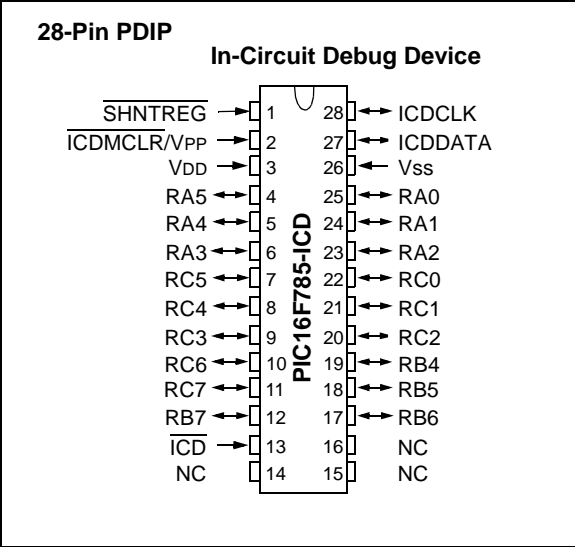 28-Pin PDIP
In-Circuit Debug Device
SHNTREG 1 28 ICDCLK
ICDMCLR/VPP 2 27 ICDDATA
VDD 3 26 Vss
RA5 4 25 RA0
RA4 5 24 RA1
RA3 6 23 RA2
RC5 7 22 RC0
RC4 8 21 RC1
RC3 9 20 RC2
RC6 10 19 RB4
RC7 11 18 RB5
RB7 12 17 RB6
ICD 13 16 NC
NC 14 15 NC
PIC16F785-ICD